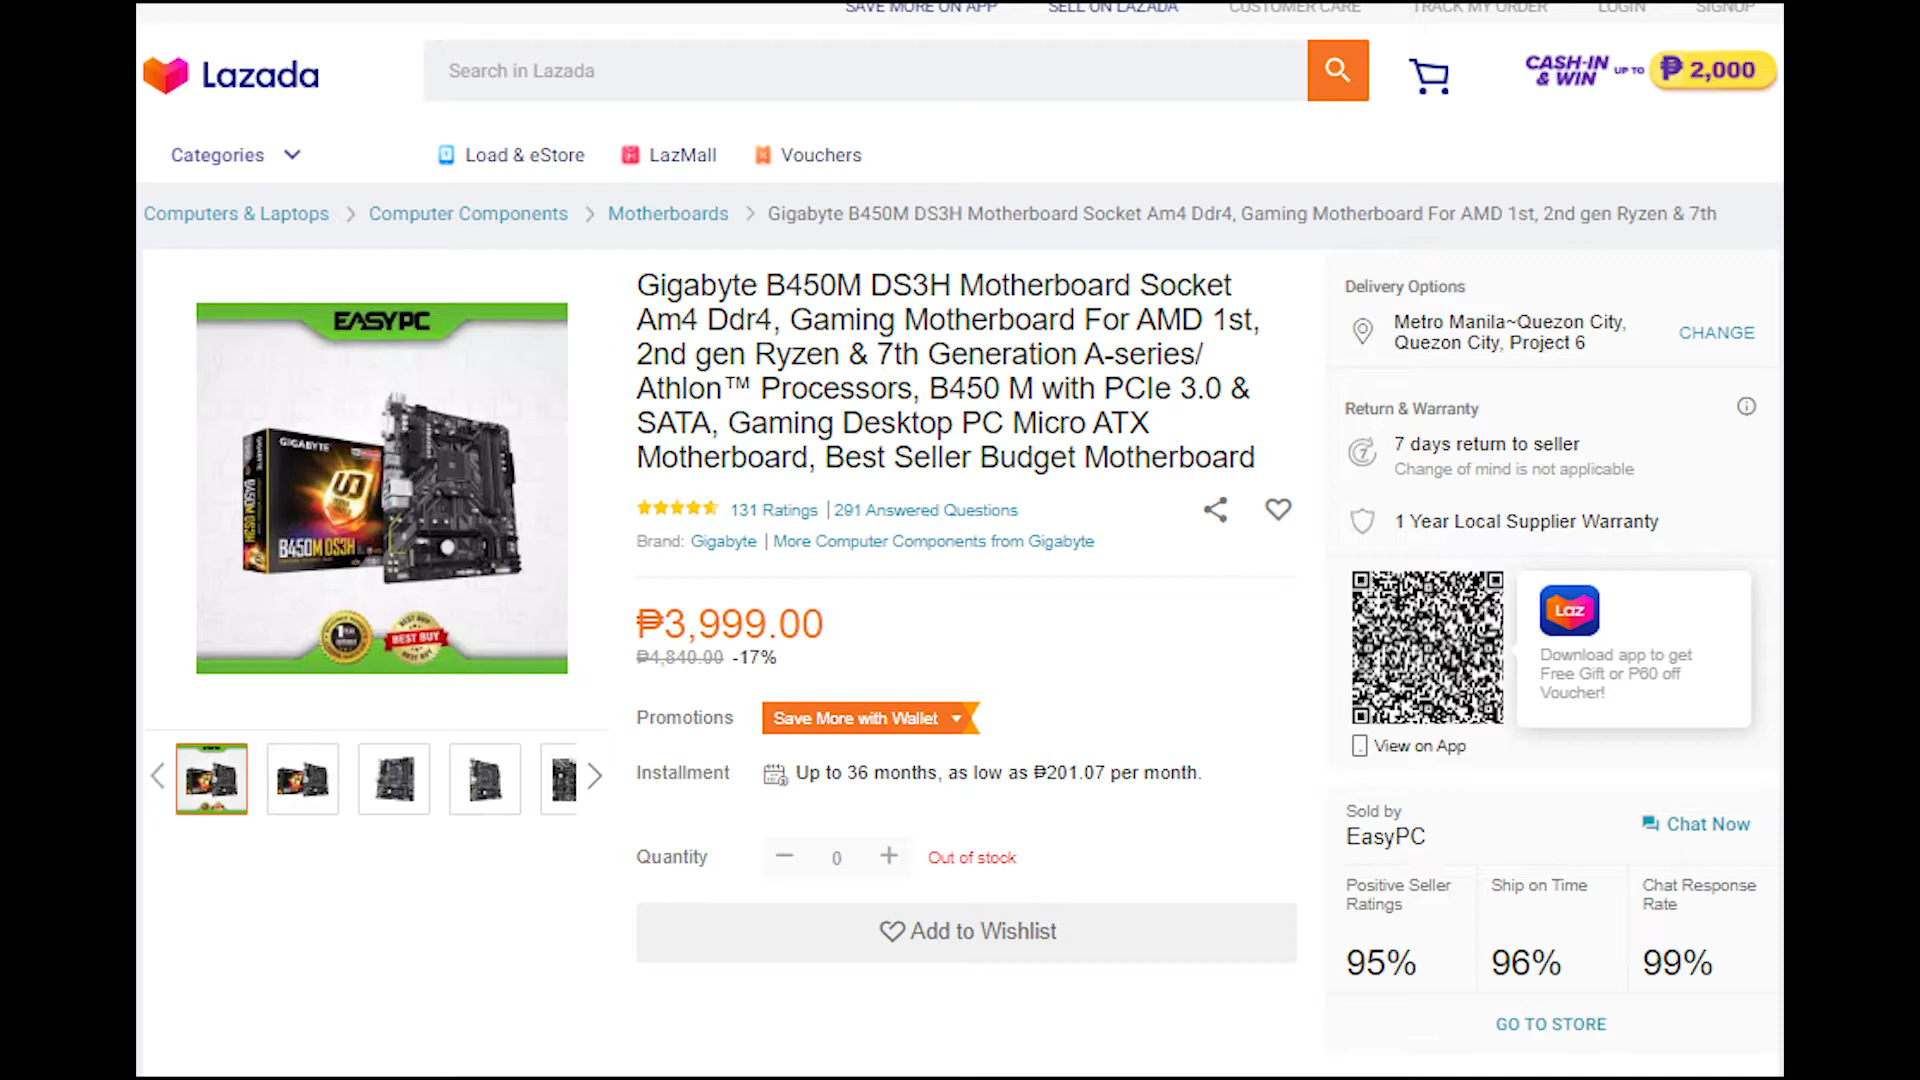 SAVE MORE ON APP SELL ON LAZADA CUSTOMER CARE TRACK MY ORDER LOGIN SIGNUP
Lazada
Search in Lazada
CASH-IN & WIN UP TO ₱ 2,000
Categories Load & eStore LazMall Vouchers
Computers & Laptops > Computer Components > Motherboards > Gigabyte B450M DS3H Motherboard Socket Am4 Ddr4, Gaming Motherboard For AMD 1st, 2nd gen Ryzen & 7th
EASYPC
GIGABYTE
B450M DS3H
B450M DS3H
1
BEST BUY
BEST BUY
BEST BUY
Gigabyte B450M DS3H Motherboard Socket
Am4 Ddr4, Gaming Motherboard For AMD 1st,
2nd gen Ryzen & 7th Generation A-series/
Athlon™ Processors, B450 M with PCIe 3.0 &
SATA, Gaming Desktop PC Micro ATX
Motherboard, Best Seller Budget Motherboard
131 Ratings | 291 Answered Questions
Brand: Gigabyte | More Computer Components from Gigabyte
₱3,999.00
₱4,840.00 -17%
Promotions Save More with Wallet
Installment Up to 36 months, as low as ₱201.07 per month.
Quantity − 0 + Out of stock
Add to Wishlist
Delivery Options
Metro Manila~Quezon City,
Quezon City, Project 6
CHANGE
Return & Warranty
7 days return to seller
Change of mind is not applicable
1 Year Local Supplier Warranty
Laz
Download app to get
Free Gift or P60 off
Voucher!
View on App
Sold by
EasyPC
Chat Now
Positive Seller
Ratings
95%
Ship on Time
96%
Chat Response
Rate
99%
GO TO STORE